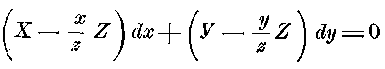 (X − x/z Z) dx + (Y − y/z Z) dy = 0